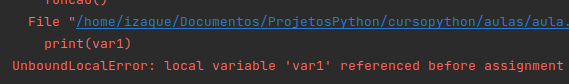 File "/home/izaque/Documentos/ProjetosPython/cursopython/aulas/aula.
print(var1)
UnboundLocalError: local variable 'var1' referenced before assignment